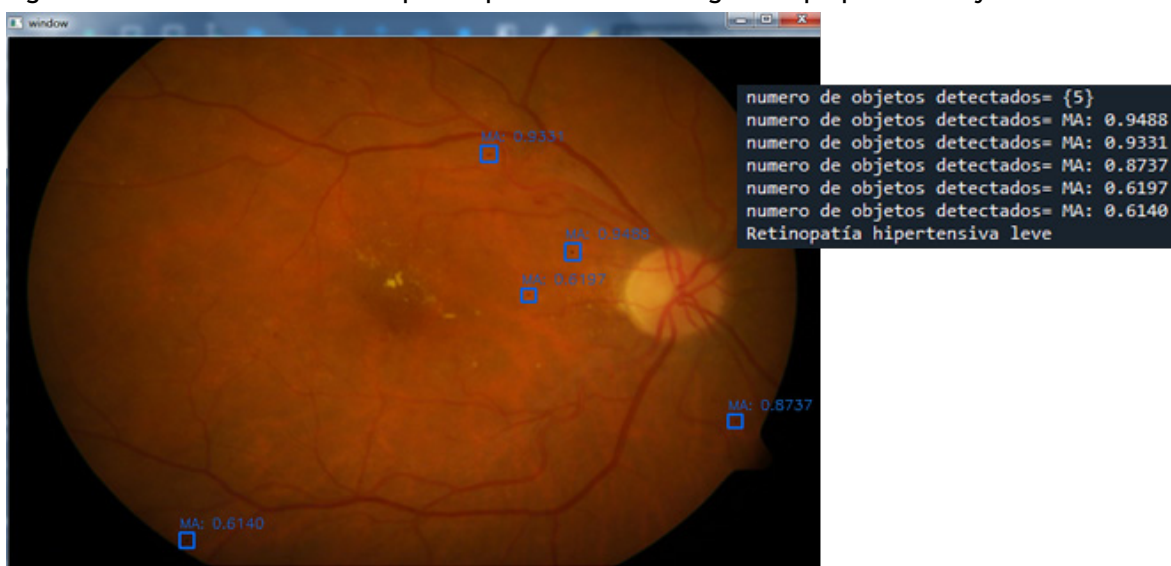 window
MA: 0.9331
MA: 0.9488
MA: 0.6197
MA: 0.8737
MA: 0.6140
numero de objetos detectados= {5}
numero de objetos detectados= MA: 0.9488
numero de objetos detectados= MA: 0.9331
numero de objetos detectados= MA: 0.8737
numero de objetos detectados= MA: 0.6197
numero de objetos detectados= MA: 0.6140
Retinopatía hipertensiva leve